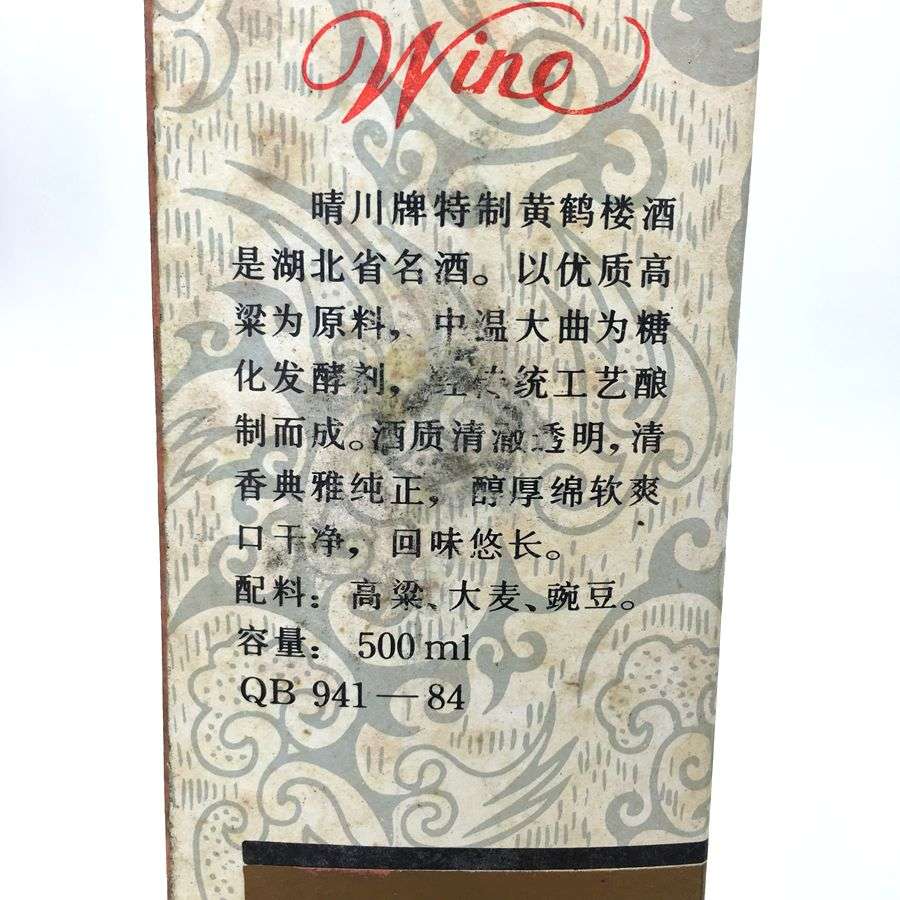 Wine
晴川牌特制黄鹤楼酒
是湖北省名酒。以优质高
粱为原料，中温大曲为糖
化发酵剂，经传统工艺酿
制而成。酒质清澈透明,清
香典雅纯正，醇厚绵软爽
口干净，回味悠长。
配料：高粱、大麦、豌豆。
容量：500ml
QB 941—84